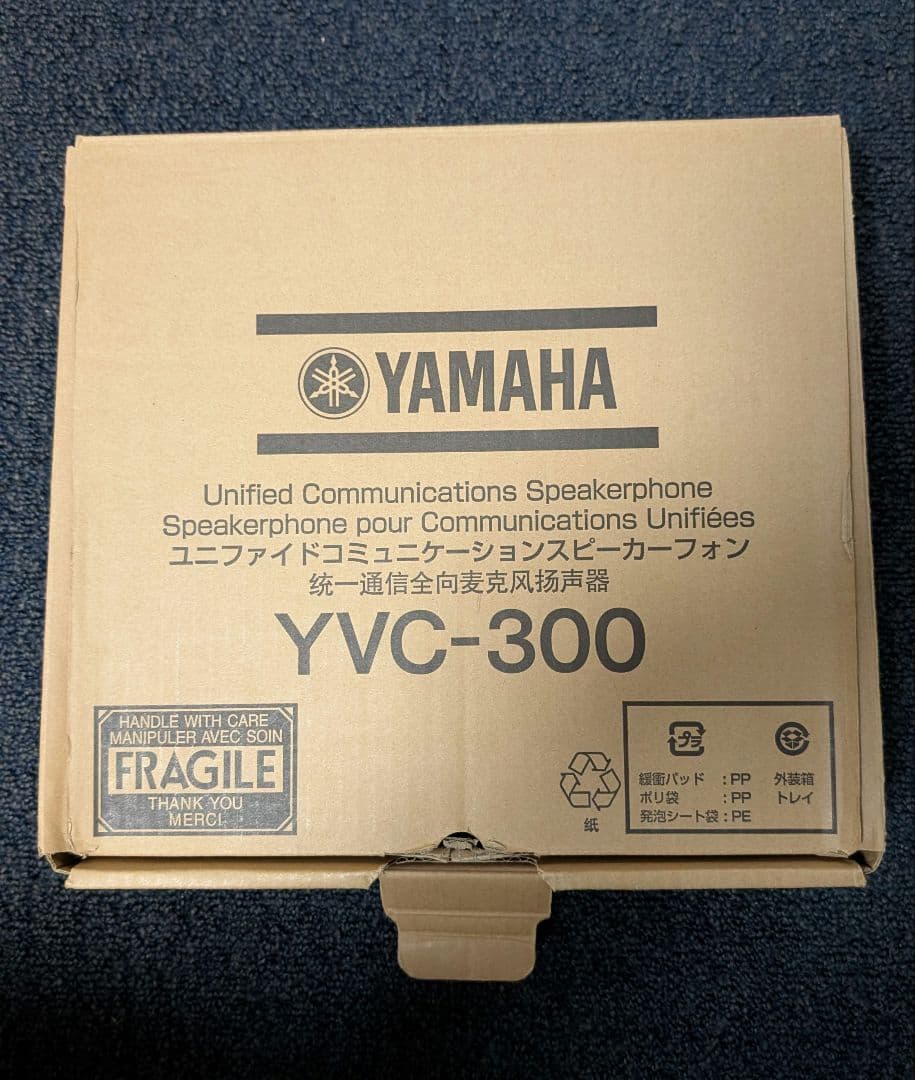 YAMAHA
Unified Communications Speakerphone
Speakerphone pour Communications Unifiées
ユニファイドコミュニケーションスピーカーフォン
统一通信全向麦克风扬声器
YVC-300
HANDLE WITH CARE
MANIPULER AVEC SOIN
FRAGILE
THANK YOU
MERCI
纸
プラ
緩衝パッド : PP
ポリ袋 : PP
発泡シート袋 : PE
外装箱
トレイ